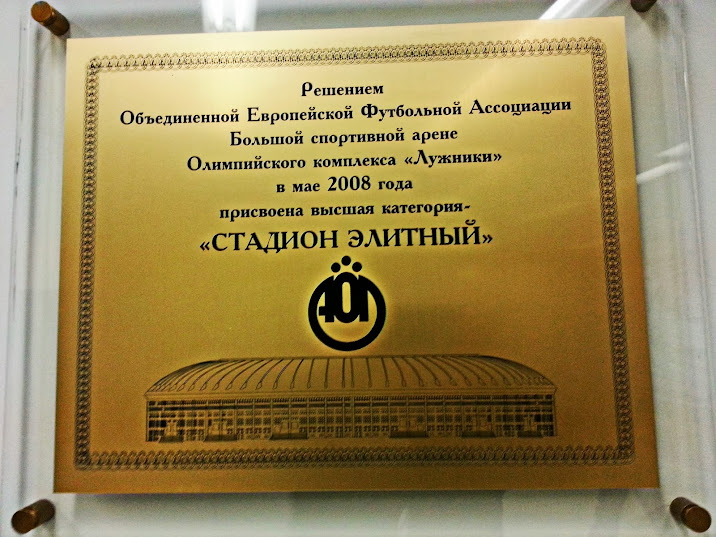 Решением
Объединенной Европейской Футбольной Ассоциации
Большой спортивной арене
Олимпийского комплекса «Лужники»
в мае 2008 года
присвоена высшая категория-
«СТАДИОН ЭЛИТНЫЙ»